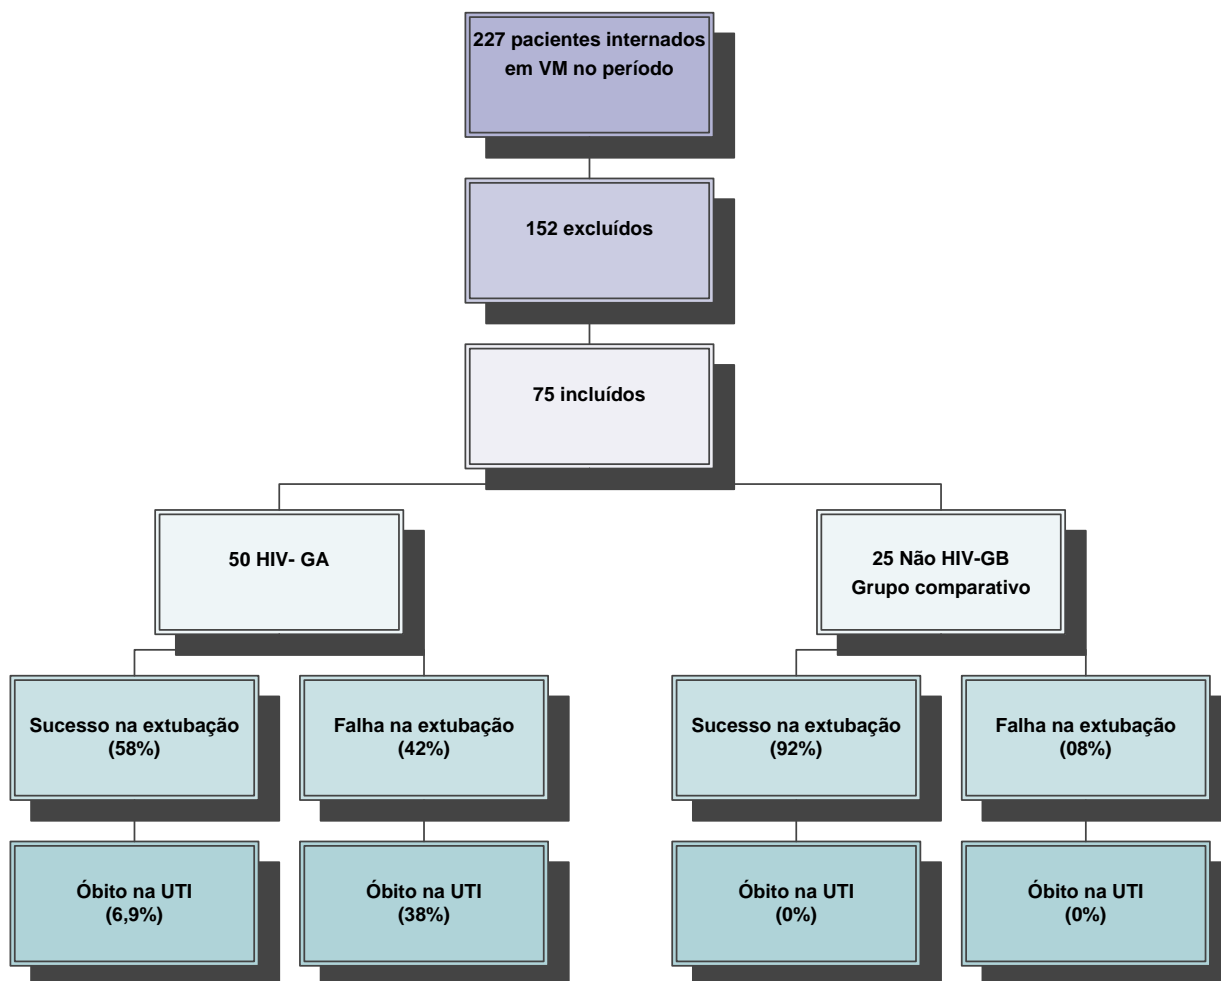 227 pacientes internados
em VM no período
152 excluídos
75 incluídos
50 HIV- GA
25 Não HIV-GB
Grupo comparativo
Sucesso na extubação
(58%)
Falha na extubação
(42%)
Sucesso na extubação
(92%)
Falha na extubação
(08%)
Óbito na UTI
(6,9%)
Óbito na UTI
(38%)
Óbito na UTI
(0%)
Óbito na UTI
(0%)